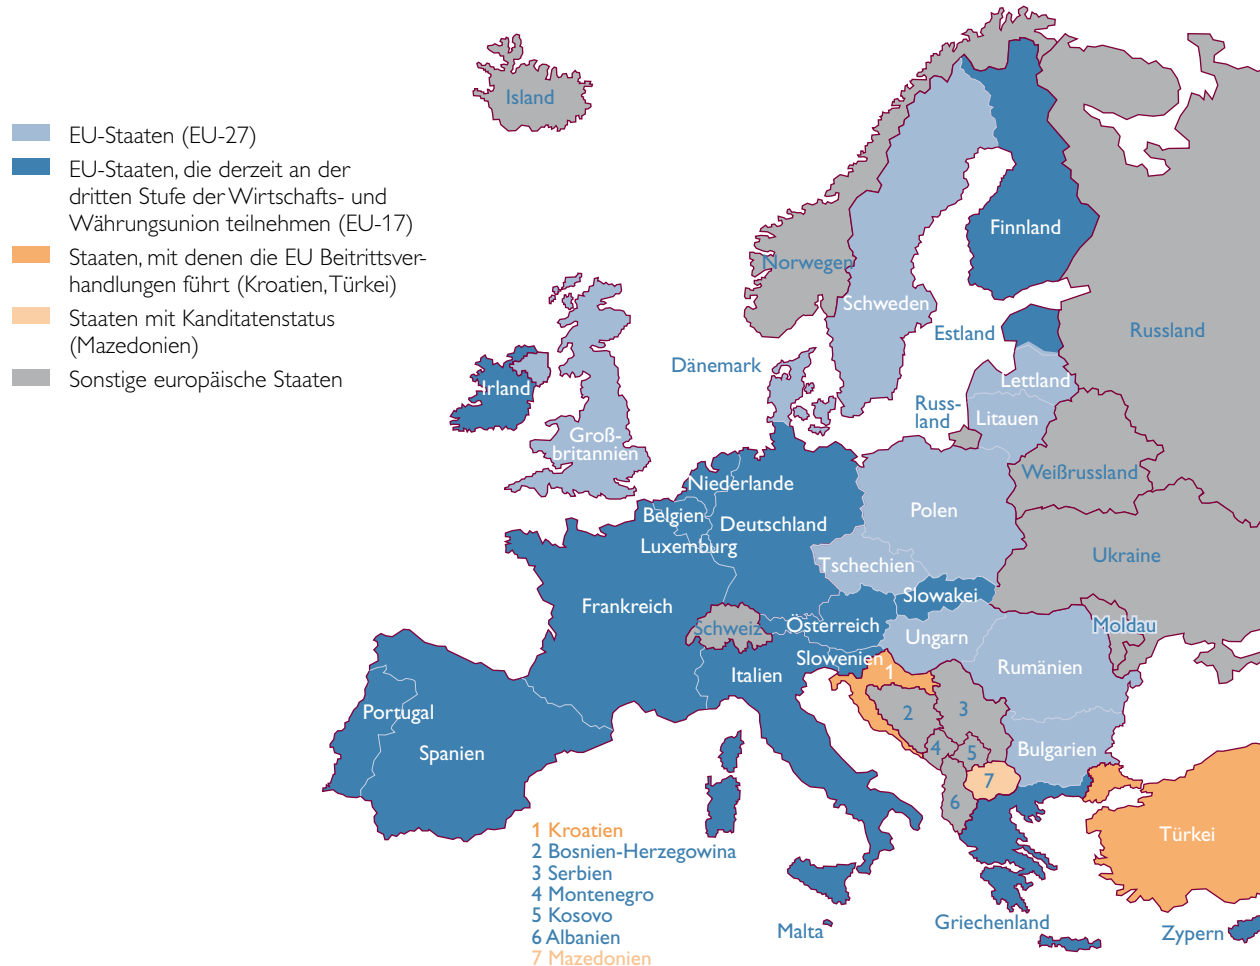 EU-Staaten (EU-27)
EU-Staaten, die derzeit an der
dritten Stufe der Wirtschafts- und
Währungsunion teilnehmen (EU-17)
Staaten, mit denen die EU Beitrittsver-
handlungen führt (Kroatien, Türkei)
Staaten mit Kanditatenstatus
(Mazedonien)
Sonstige europäische Staaten
Island
Finnland
Norwegen
Schweden
Estland
Russland
Dänemark
Irland
Lettland
Russ-
land
Litauen
Groß-
britannien
Weißrussland
Niederlande
Polen
Belgien
Deutschland
Luxemburg
Ukraine
Tschechien
Slowakei
Frankreich
Schweiz
Österreich
Moldau
Ungarn
Slowenien
Rumänien
Italien
1
2
3
Portugal
Spanien
4
5
Bulgarien
7
6
Türkei
1 Kroatien
2 Bosnien-Herzegowina
3 Serbien
4 Montenegro
5 Kosovo
6 Albanien
7 Mazedonien
Malta
Griechenland
Zypern